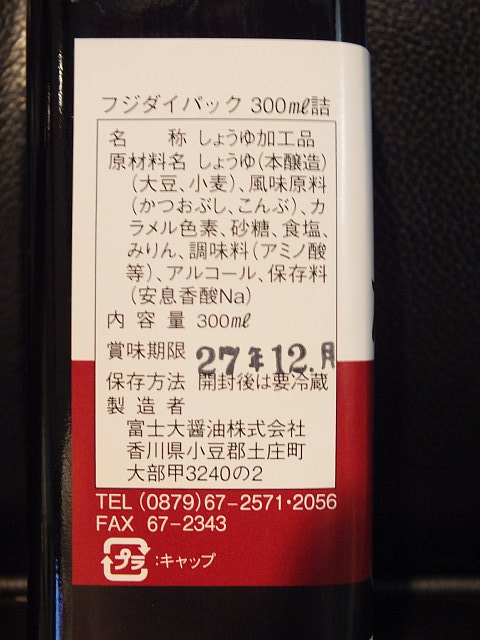 フジダイパック 300㎖詰
名　　称 しょうゆ加工品
原材料名 しょうゆ(本醸造)
(大豆、小麦)、風味原料
(かつおぶし、こんぶ)、カ
ラメル色素、砂糖、食塩、
みりん、調味料(アミノ酸
等)、アルコール、保存料
(安息香酸Na)
内 容 量 300㎖
賞味期限 27年12.月
保存方法 開封後は要冷蔵
製 造 者
富士大醤油株式会社
香川県小豆郡土庄町
大部甲3240の2
TEL (0879)67-2571・2056
FAX 67-2343
プラ :キャップ